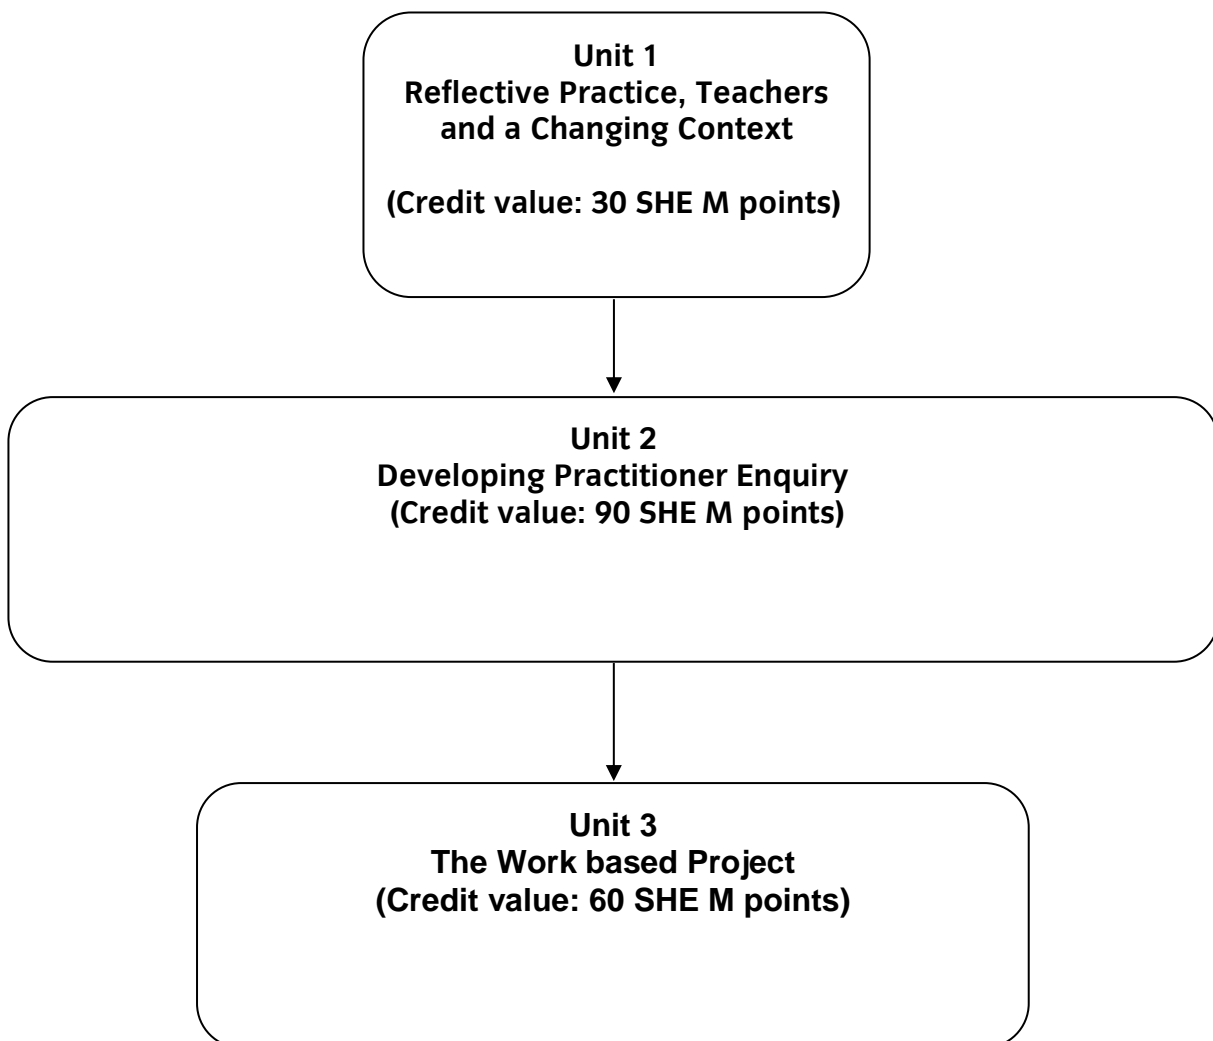 Unit 1
Reflective Practice, Teachers
and a Changing Context
(Credit value: 30 SHE M points)
Unit 2
Developing Practitioner Enquiry
(Credit value: 90 SHE M points)
Unit 3
The Work based Project
(Credit value: 60 SHE M points)